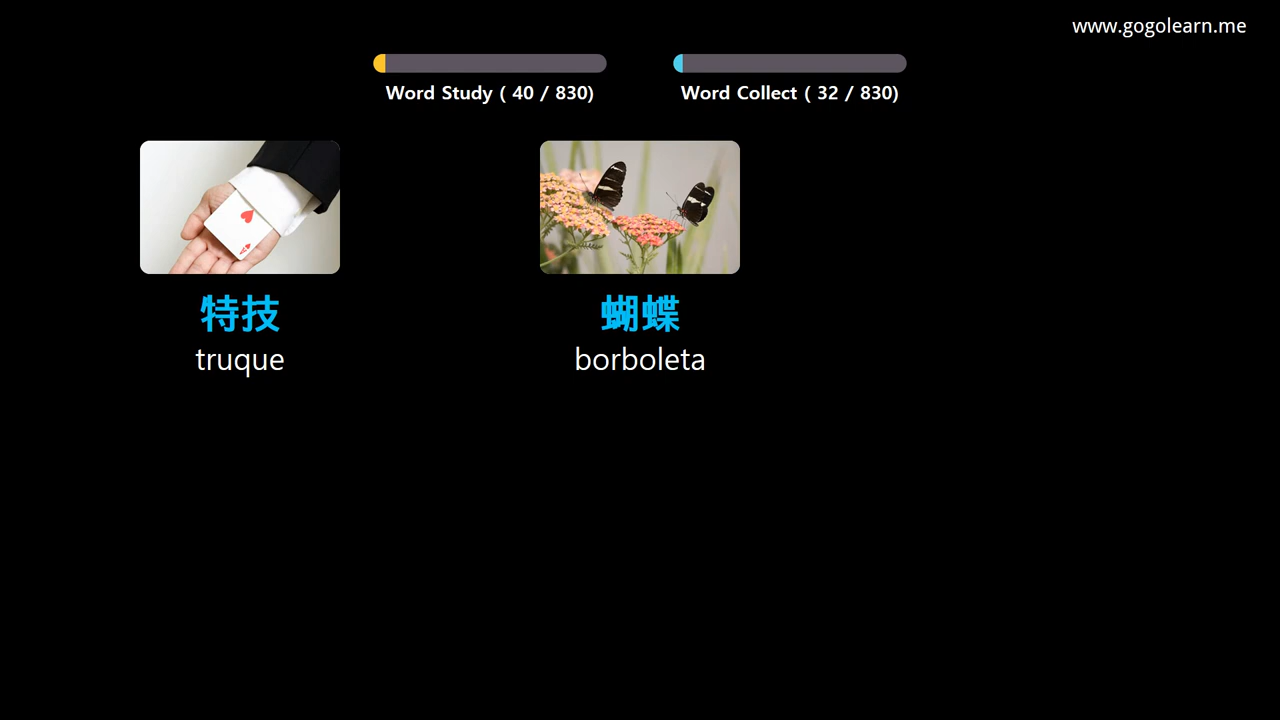 www.gogolearn.me
Word Study ( 40 / 830)
Word Collect ( 32 / 830)
特技
truque
蝴蝶
borboleta